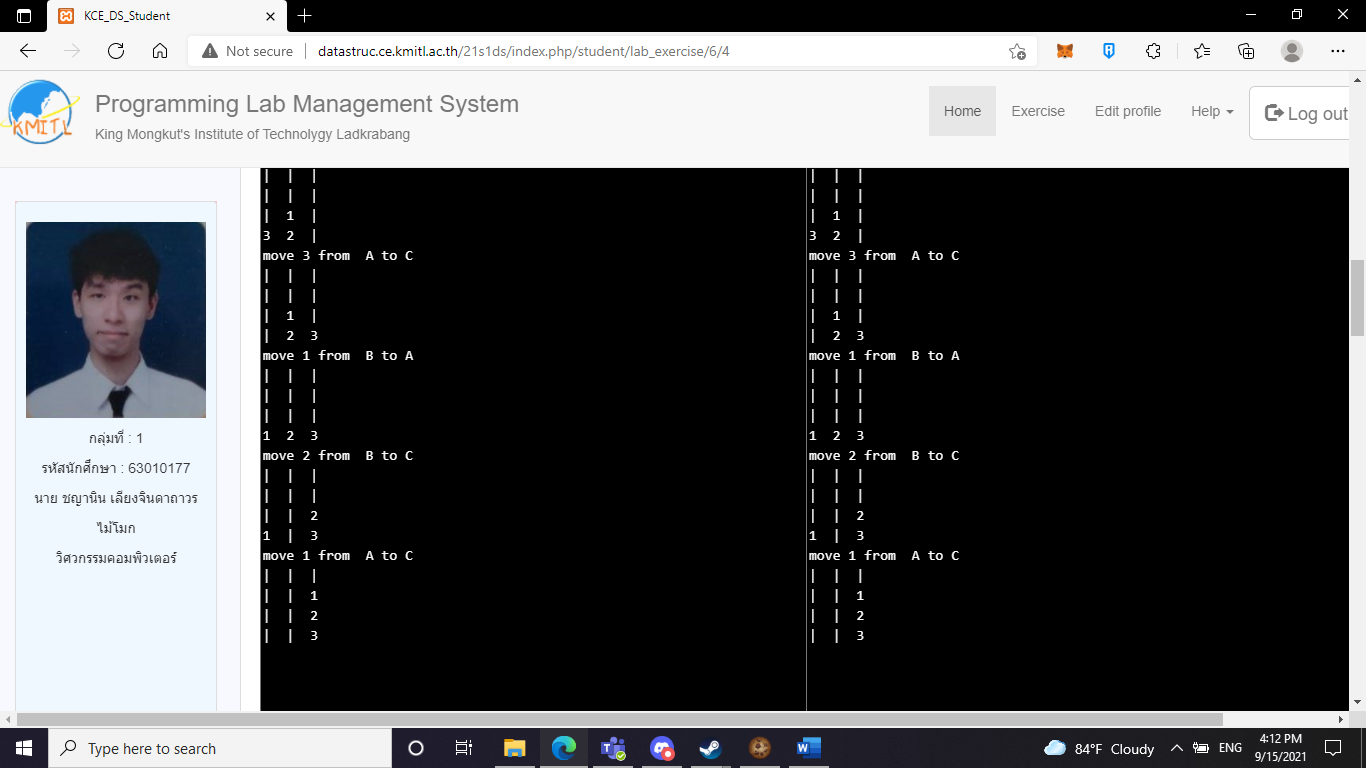 KCE_DS_Student
Not secure | datastruc.ce.kmitl.ac.th/21s1ds/index.php/student/lab_exercise/6/4
KMITL
Programming Lab Management System
King Mongkut's Institute of Technolygy Ladkrabang
Home Exercise Edit profile Help Log out
กลุ่มที่ : 1
รหัสนักศึกษา : 63010177
นาย ชญานิน เลียงจินดาถาวร
ไม้โมก
วิศวกรรมคอมพิวเตอร์
| | |
| | |
| 1 |
3 2 |
move 3 from  A to C
| | |
| | |
| 1 |
| 2 3
move 1 from  B to A
| | |
| | |
| | |
1 2 3
move 2 from  B to C
| | |
| | |
| | 2
1 | 3
move 1 from  A to C
| | |
| | 1
| | 2
| | 3
| | |
| | |
| 1 |
3 2 |
move 3 from  A to C
| | |
| | |
| 1 |
| 2 3
move 1 from  B to A
| | |
| | |
| | |
1 2 3
move 2 from  B to C
| | |
| | |
| | 2
1 | 3
move 1 from  A to C
| | |
| | 1
| | 2
| | 3
Type here to search
84°F Cloudy
ENG
4:12 PM
9/15/2021